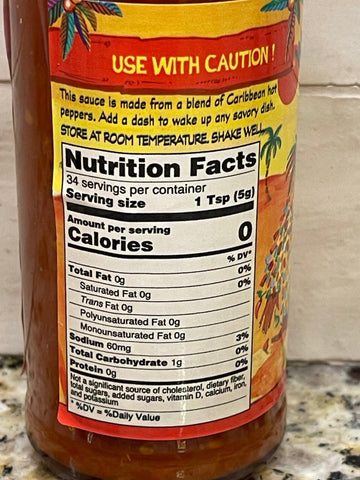 USE WITH CAUTION !
This sauce is made from a blend of Caribbean hot
peppers. Add a dash to wake up any savory dish.
STORE AT ROOM TEMPERATURE. SHAKE WELL.
Nutrition Facts
34 servings per container
Serving size 1 Tsp (5g)
Amount per serving
Calories 0
% DV*
Total Fat 0g 0%
Saturated Fat 0g 0%
Trans Fat 0g
Polyunsaturated Fat 0g
Monounsaturated Fat 0g
Sodium 60mg 3%
Total Carbohydrate 1g 0%
Protein 0g 0%
Not a significant source of cholesterol, dietary fiber,
total sugars, added sugars, vitamin D, calcium, iron,
and potassium
* %DV = %Daily Value